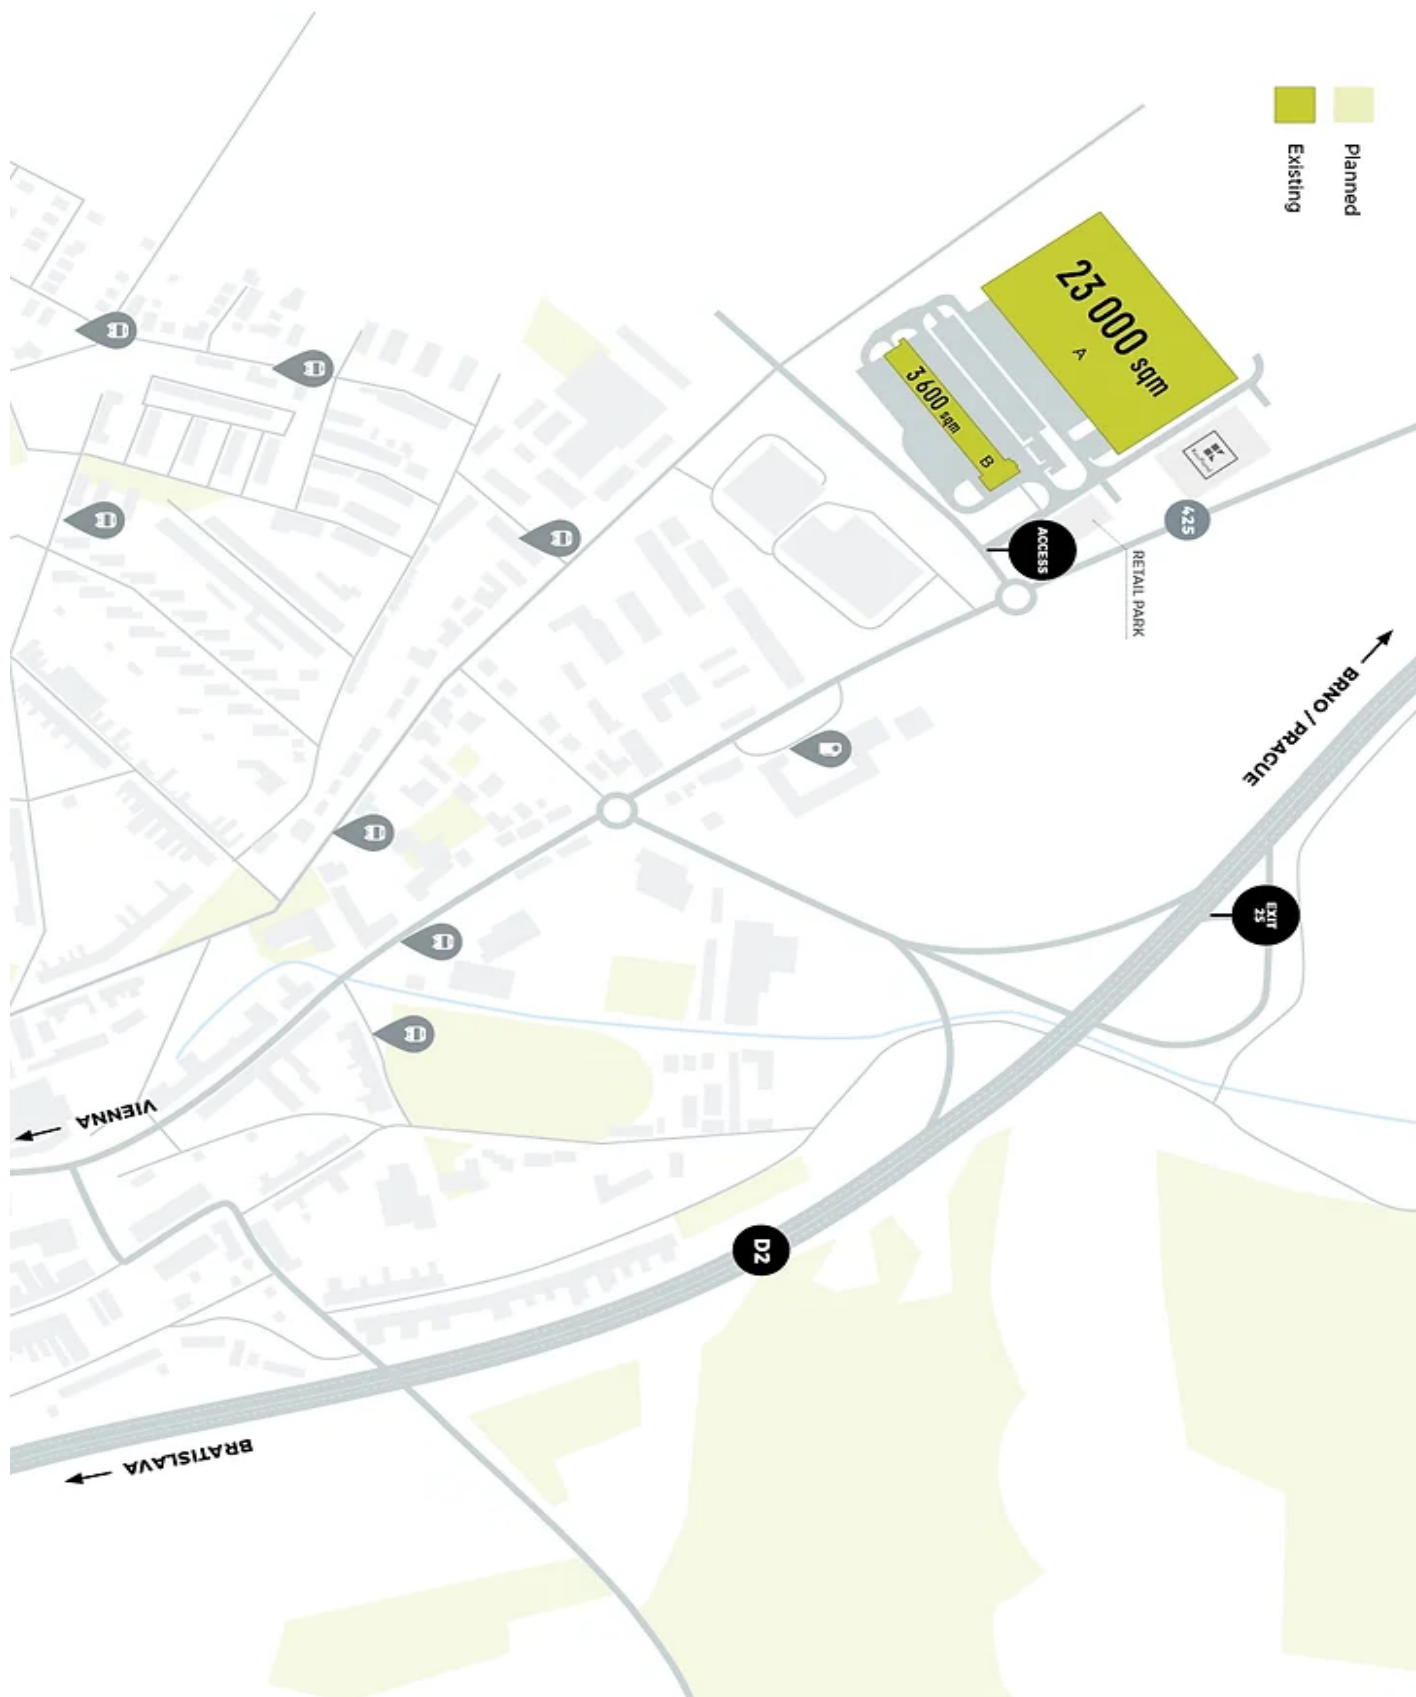 Planned
Existing
23 000 sqm
A
3 600 sqm
B
425
ACCESS
RETAIL PARK
BRNO / PRAGUE
EXIT
25
VIENNA
D2
BRATISLAVA